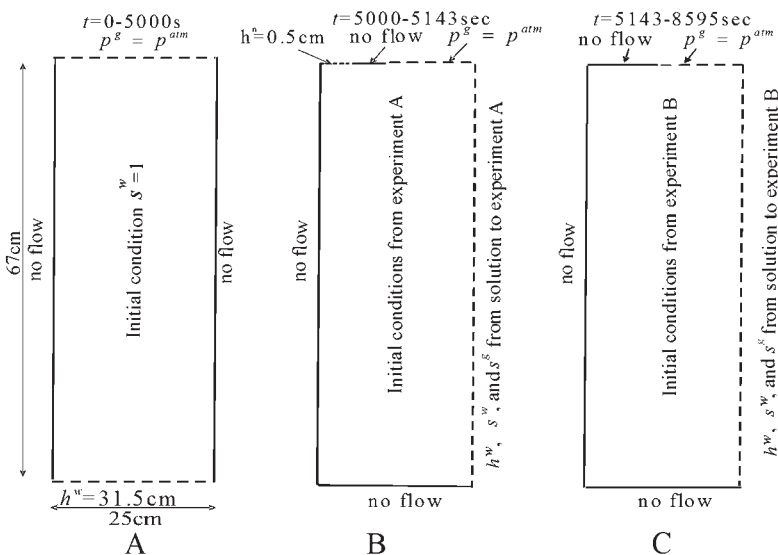 t=0-5000s
p^g = p^atm
67cm
no flow
Initial condition s^w=1
no flow
h^w=31.5cm
25cm
A
t=5000-5143sec
h^n=0.5cm
no flow
p^g = p^atm
no flow
Initial conditions from experiment A
h^w, s^w, and s^g from solution to experiment A
no flow
B
t=5143-8595sec
no flow
p^g = p^atm
no flow
Initial conditions from experiment B
h^w, s^w, and s^g from solution to experiment B
no flow
C